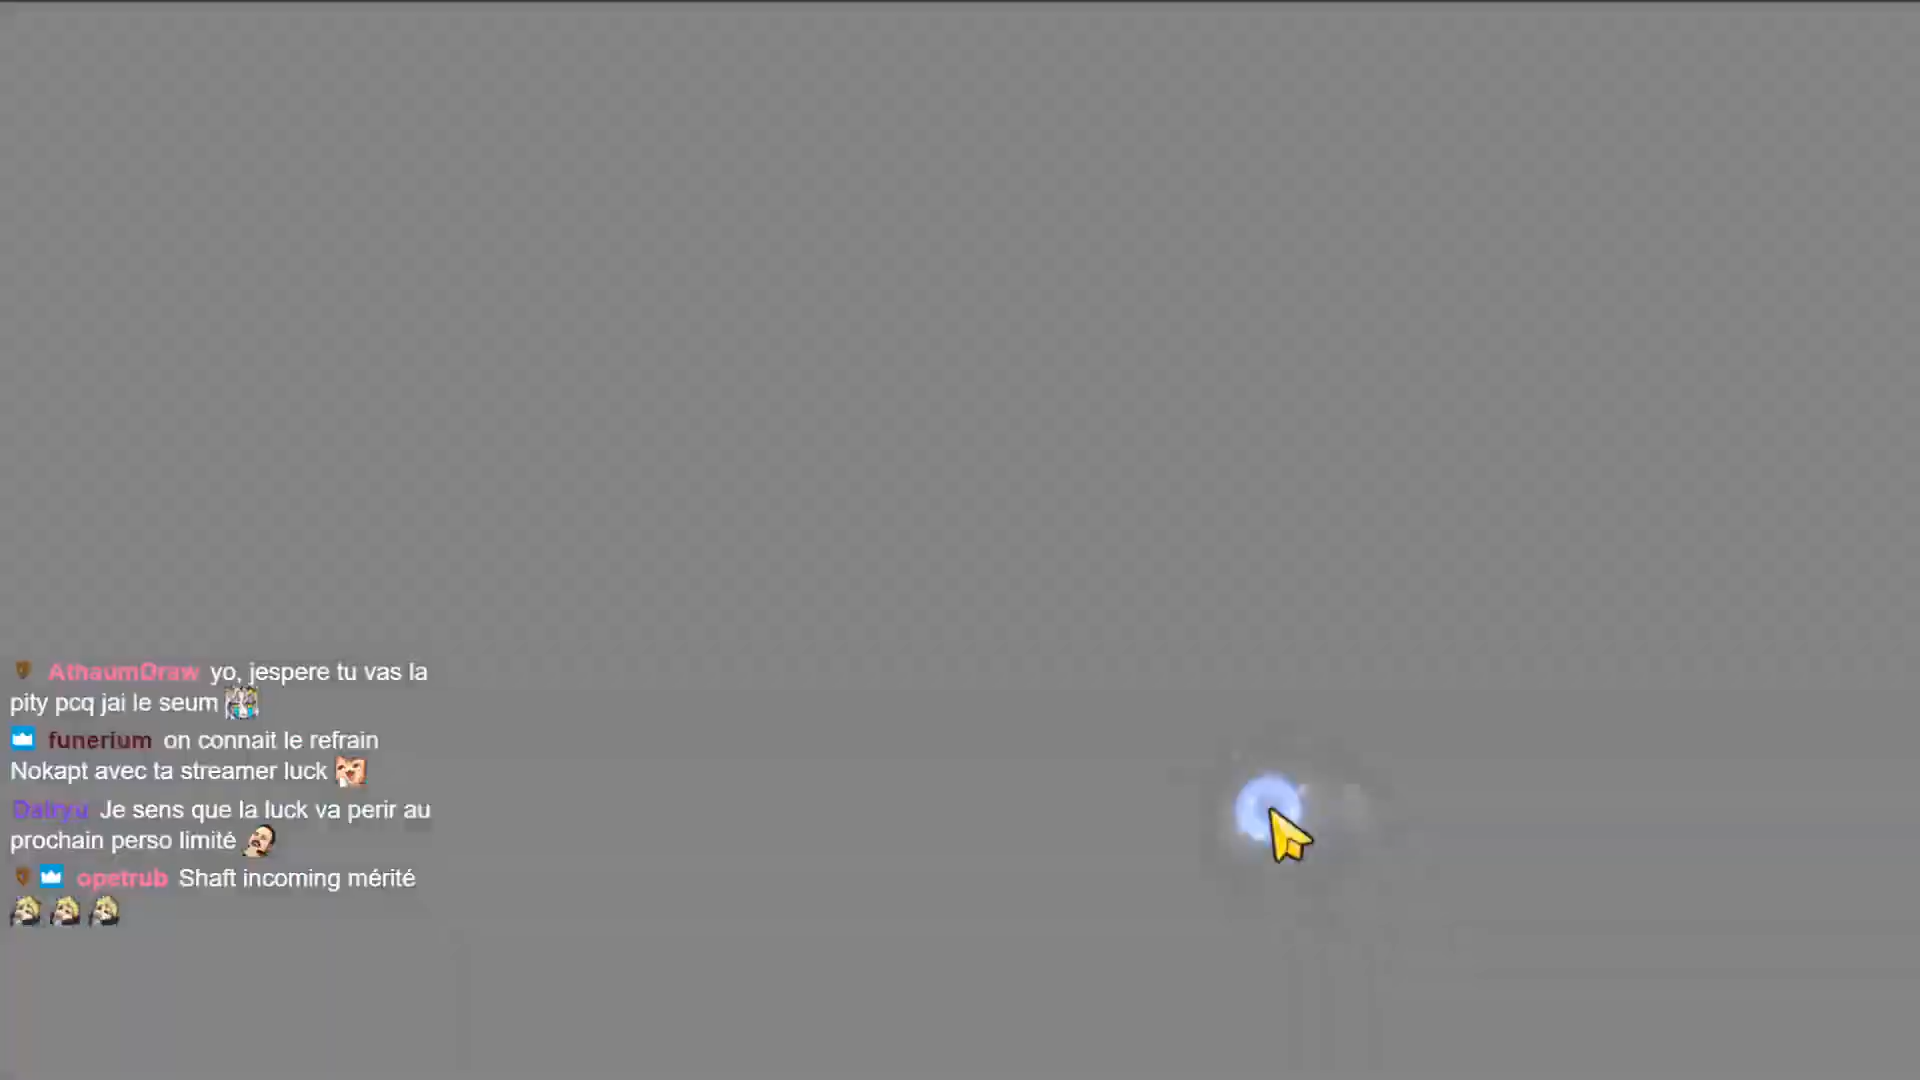 AthaumDraw yo, jespere tu vas la
pity pcq jai le seum
funerium on connait le refrain
Nokapt avec ta streamer luck
Dairyu Je sens que la luck va perir au
prochain perso limité
opetrub Shaft incoming mérité